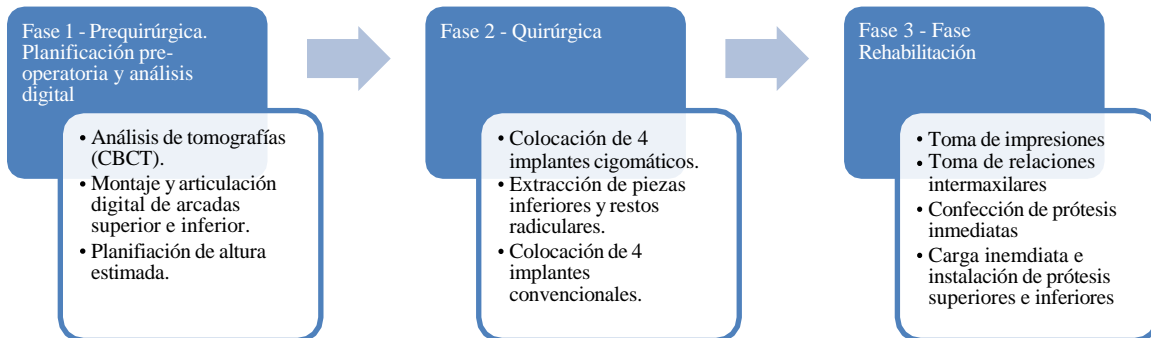 Fase 1 - Prequirúrgica.
Planificación pre-
operatoria y análisis
digital
• Análisis de tomografías
(CBCT).
• Montaje y articulación
digital de arcadas
superior e inferior.
• Planifiación de altura
estimada.
Fase 2 - Quirúrgica
• Colocación de 4
implantes cigomáticos.
• Extracción de piezas
inferiores y restos
radiculares.
• Colocación de 4
implantes
convencionales.
Fase 3 - Fase
Rehabilitación
• Toma de impresiones
• Toma de relaciones
intermaxilares
• Confección de prótesis
inmediatas
• Carga inemdiata e
instalación de prótesis
superiores e inferiores